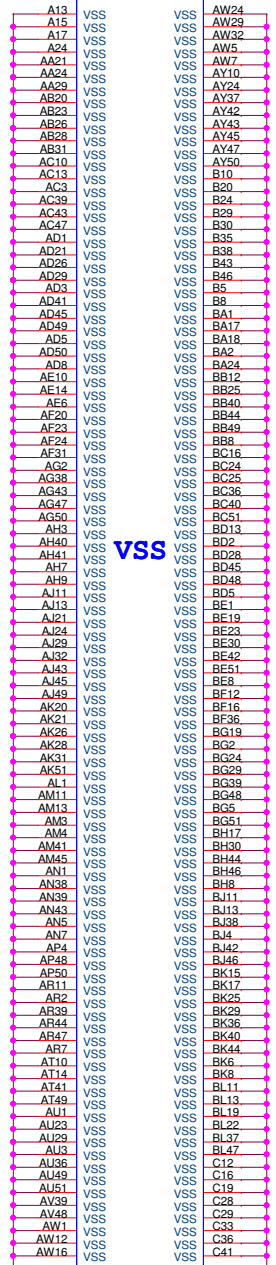 A13 VSS VSS AW24
A15 VSS VSS AW29
A17 VSS VSS AW32
A24 VSS VSS AW5
AA21 VSS VSS AW7
AA24 VSS VSS AY10
AA29 VSS VSS AY24
AB20 VSS VSS AY37
AB23 VSS VSS AY42
AB26 VSS VSS AY43
AB28 VSS VSS AY45
AB31 VSS VSS AY47
AC10 VSS VSS AY50
AC13 VSS VSS B10
AC3 VSS VSS B20
AC39 VSS VSS B24
AC43 VSS VSS B29
AC47 VSS VSS B30
AD1 VSS VSS B35
AD21 VSS VSS B38
AD26 VSS VSS B43
AD29 VSS VSS B46
AD3 VSS VSS B5
AD41 VSS VSS B8
AD45 VSS VSS BA1
AD49 VSS VSS BA17
AD5 VSS VSS BA18
AD50 VSS VSS BA2
AD8 VSS VSS BA24
AE10 VSS VSS BB12
AE14 VSS VSS BB25
AE6 VSS VSS BB40
AF20 VSS VSS BB44
AF23 VSS VSS BB49
AF24 VSS VSS BB8
AF31 VSS VSS BC16
AG2 VSS VSS BC24
AG38 VSS VSS BC25
AG43 VSS VSS BC36
AG47 VSS VSS BC40
AG50 VSS VSS BC51
AH3 VSS VSS BD13
AH40 VSS VSS BD2
VSS
AH41 VSS VSS BD28
AH7 VSS VSS BD45
AH9 VSS VSS BD48
AJ11 VSS VSS BD5
AJ13 VSS VSS BE1
AJ21 VSS VSS BE19
AJ24 VSS VSS BE23
AJ29 VSS VSS BE30
AJ32 VSS VSS BE42
AJ43 VSS VSS BE51
AJ45 VSS VSS BE8
AJ49 VSS VSS BF12
AK20 VSS VSS BF16
AK21 VSS VSS BF36
AK26 VSS VSS BG19
AK28 VSS VSS BG2
AK31 VSS VSS BG24
AK51 VSS VSS BG29
AL1 VSS VSS BG39
AM11 VSS VSS BG48
AM13 VSS VSS BG5
AM3 VSS VSS BG51
AM4 VSS VSS BH17
AM41 VSS VSS BH30
AM45 VSS VSS BH44
AN1 VSS VSS BH46
AN38 VSS VSS BH8
AN39 VSS VSS BJ11
AN43 VSS VSS BJ13
AN5 VSS VSS BJ38
AN7 VSS VSS BJ4
AP4 VSS VSS BJ42
AP48 VSS VSS BJ46
AP50 VSS VSS BK15
AR11 VSS VSS BK17
AR2 VSS VSS BK25
AR39 VSS VSS BK29
AR44 VSS VSS BK36
AR47 VSS VSS BK40
AR7 VSS VSS BK44
AT10 VSS VSS BK6
AT14 VSS VSS BK8
AT41 VSS VSS BL11
AT49 VSS VSS BL13
AU1 VSS VSS BL19
AU23 VSS VSS BL22
AU29 VSS VSS BL37
AU3 VSS VSS BL47
AU36 VSS VSS C12
AU49 VSS VSS C16
AU51 VSS VSS C19
AV39 VSS VSS C28
AV48 VSS VSS C29
AW1 VSS VSS C33
AW12 VSS VSS C36
AW16 VSS VSS C41